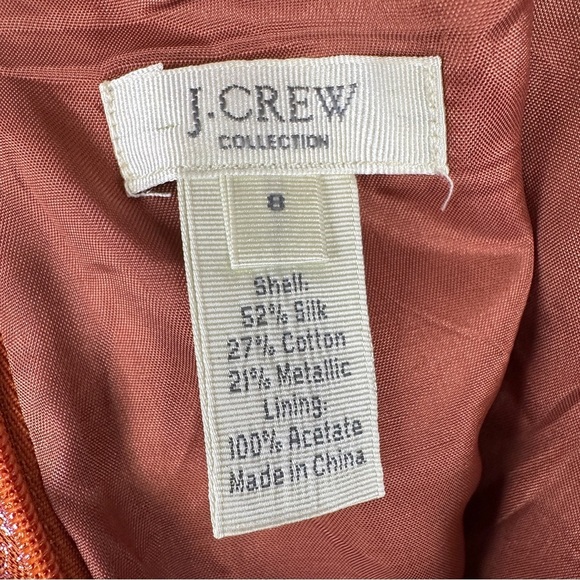 J.CREW
COLLECTION
8
Shell:
52% Silk
27% Cotton
21% Metallic
Lining:
100% Acetate
Made in China